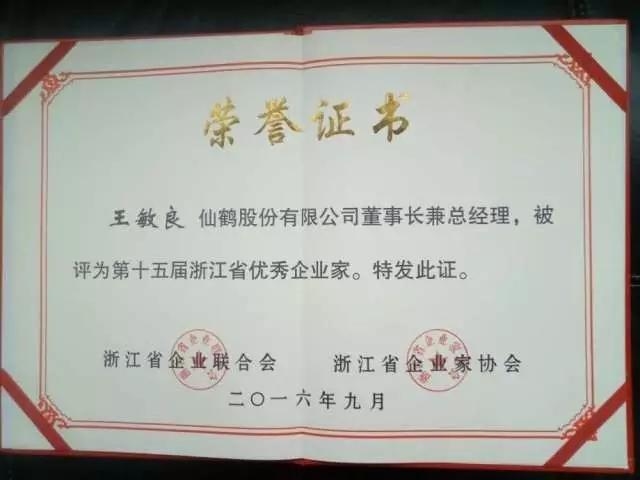 荣誉证书
王敏良 仙鹤股份有限公司董事长兼总经理，被
评为第十五届浙江省优秀企业家。特发此证。
浙江省企业联合会 浙江省企业家协会
二〇一六年九月